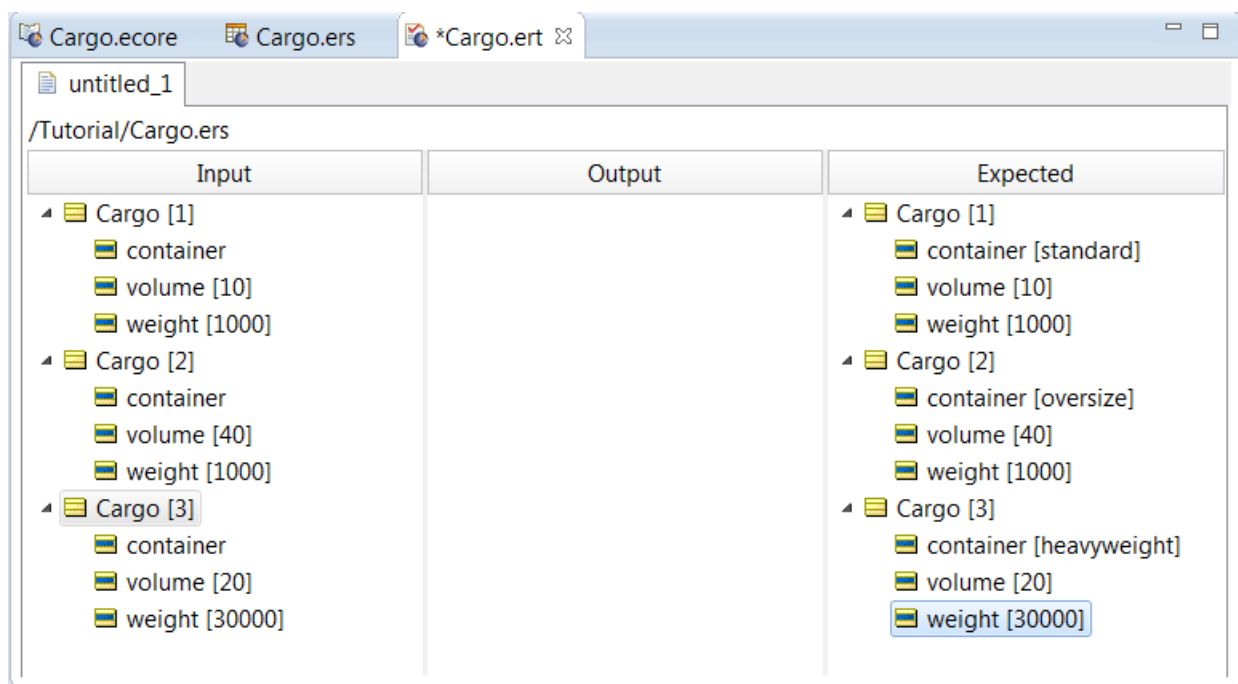 Cargo.ecore Cargo.ers *Cargo.ert
untitled_1
/Tutorial/Cargo.ers
Input Output Expected
Cargo [1] Cargo [1]
container container [standard]
volume [10] volume [10]
weight [1000] weight [1000]
Cargo [2] Cargo [2]
container container [oversize]
volume [40] volume [40]
weight [1000] weight [1000]
Cargo [3] Cargo [3]
container container [heavyweight]
volume [20] volume [20]
weight [30000] weight [30000]